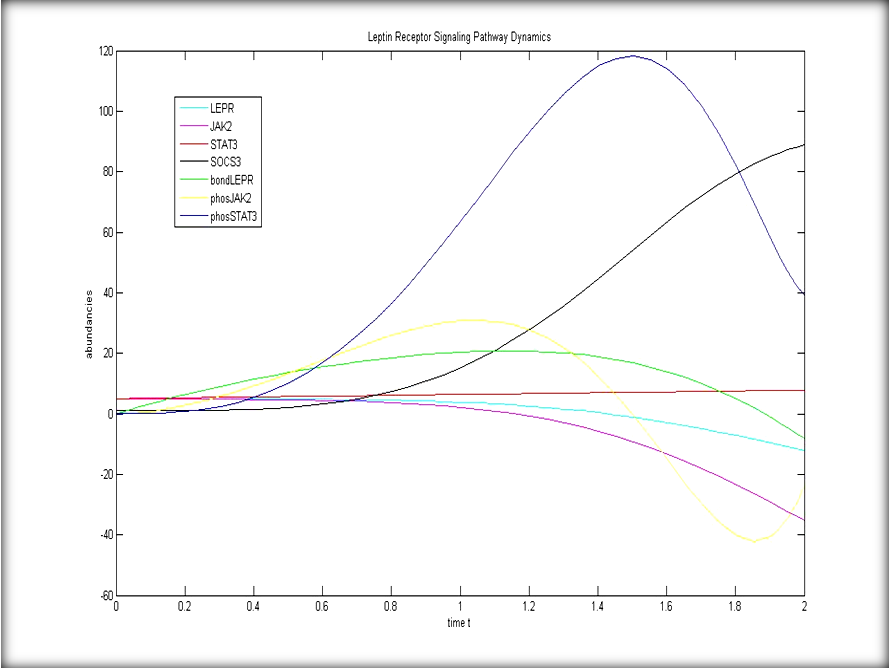 Leptin Receptor Signaling Pathway Dynamics
120
100
80
60
40
20
0
-20
-40
-60
abundancies
LEPR
JAK2
STAT3
SOCS3
bondLEPR
phosJAK2
phosSTAT3
0 0.2 0.4 0.6 0.8 1 1.2 1.4 1.6 1.8 2
time t